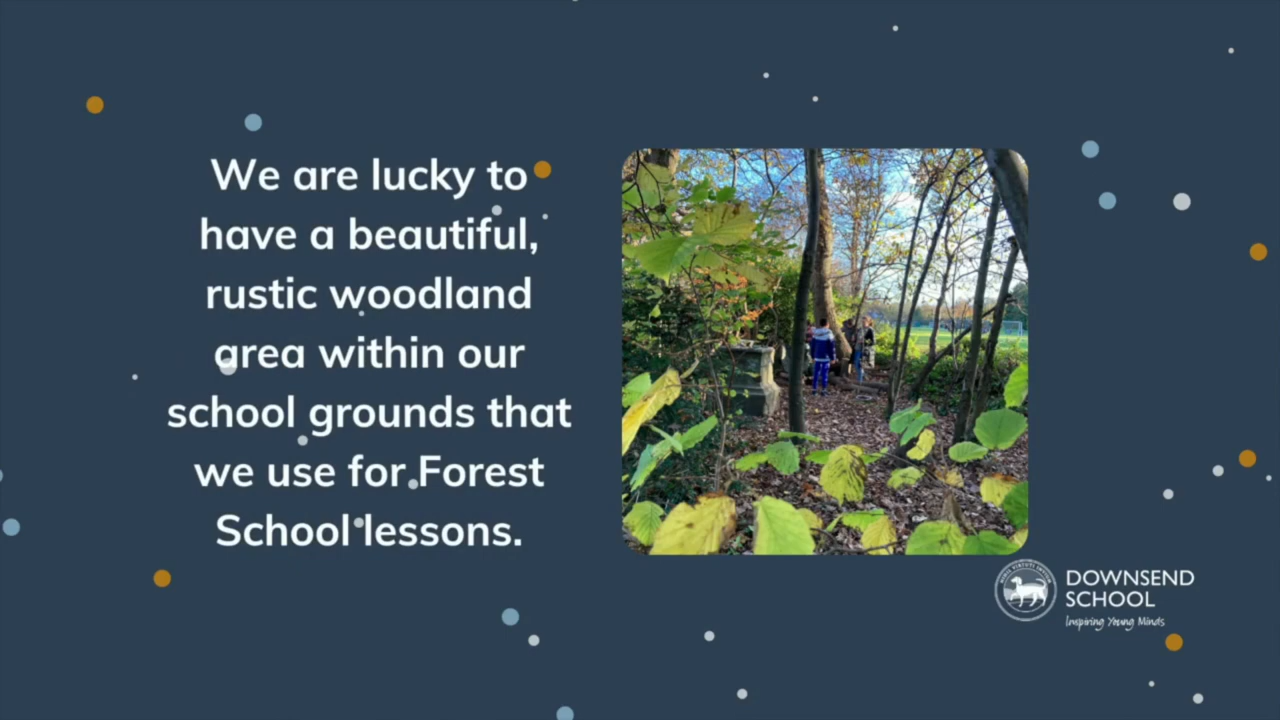 We are lucky to
have a beautiful,
rustic woodland
area within our
school grounds that
we use for Forest
School lessons.
DOWNSEND
SCHOOL
Inspiring Young Minds